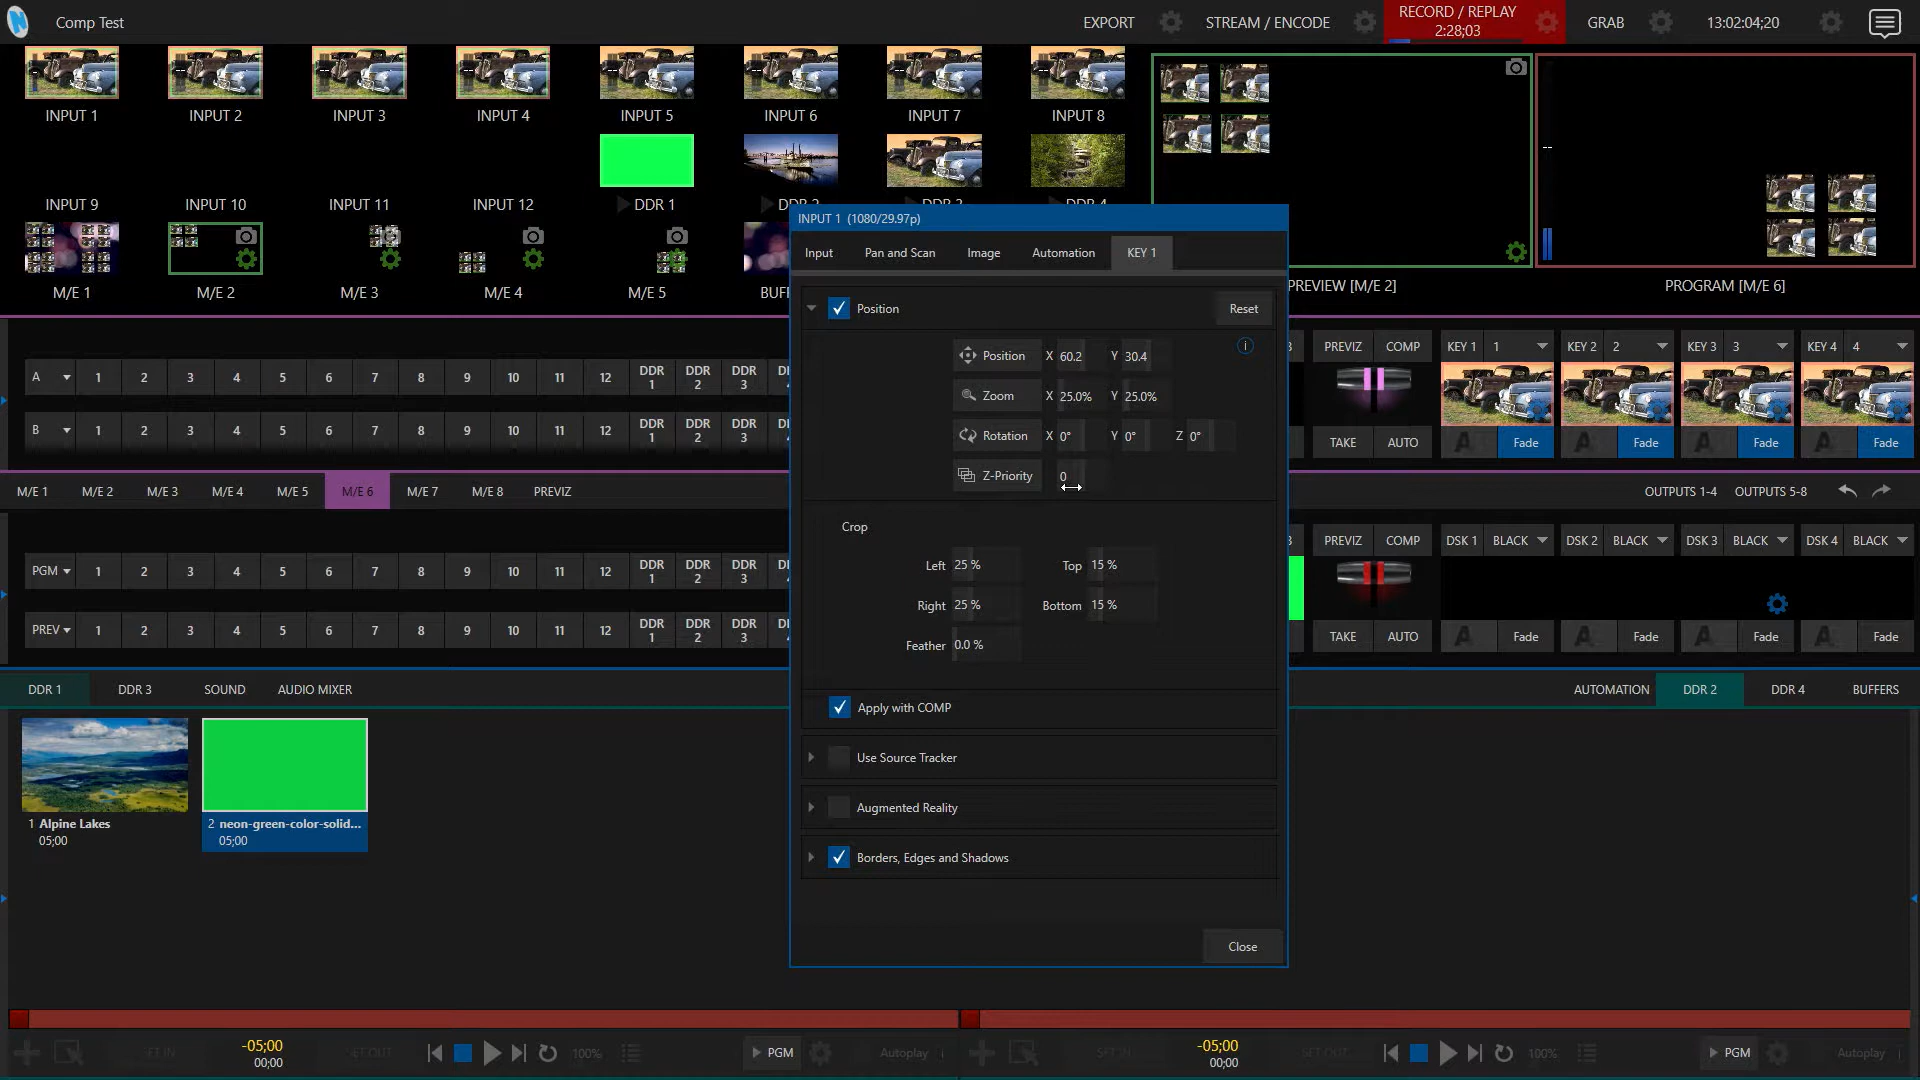 Comp Test
EXPORT
STREAM / ENCODE
RECORD / REPLAY
2:28;03
GRAB
13:02:04;20
INPUT 1
INPUT 2
INPUT 3
INPUT 4
INPUT 5
INPUT 6
INPUT 7
INPUT 8
INPUT 9
INPUT 10
INPUT 11
INPUT 12
DDR 1
M/E 1
M/E 2
M/E 3
M/E 4
M/E 5
PREVIEW [M/E 2]
PROGRAM [M/E 6]
INPUT 1 (1080/29.97p)
Input
Pan and Scan
Image
Automation
KEY 1
Position
Reset
Position X 60.2 Y 30.4
Zoom X 25.0% Y 25.0%
Rotation X 0° Y 0° Z 0°
Z-Priority 0
Crop
Left 25 % Top 15 %
Right 25 % Bottom 15 %
Feather 0.0 %
Apply with COMP
Use Source Tracker
Augmented Reality
Borders, Edges and Shadows
Close
A 1 2 3 4 5 6 7 8 9 10 11 12 DDR 1 DDR 2 DDR 3
B 1 2 3 4 5 6 7 8 9 10 11 12 DDR 1 DDR 2 DDR 3
PREVIZ COMP KEY 1 1 KEY 2 2 KEY 3 3 KEY 4 4
TAKE AUTO Fade Fade Fade Fade
M/E 1 M/E 2 M/E 3 M/E 4 M/E 5 M/E 6 M/E 7 M/E 8 PREVIZ
OUTPUTS 1-4 OUTPUTS 5-8
PGM 1 2 3 4 5 6 7 8 9 10 11 12 DDR 1 DDR 2 DDR 3
PREV 1 2 3 4 5 6 7 8 9 10 11 12 DDR 1 DDR 2 DDR 3
PREVIZ COMP DSK 1 BLACK DSK 2 BLACK DSK 3 BLACK DSK 4 BLACK
TAKE AUTO Fade Fade Fade Fade
DDR 1 DDR 3 SOUND AUDIO MIXER
AUTOMATION DDR 2 DDR 4 BUFFERS
1 Alpine Lakes
05;00
2 neon-green-color-solid...
05;00
SET IN
-05;00
00;00
SET OUT
100%
PGM
Autoplay
SET IN
-05;00
00;00
SET OUT
100%
PGM
Autoplay